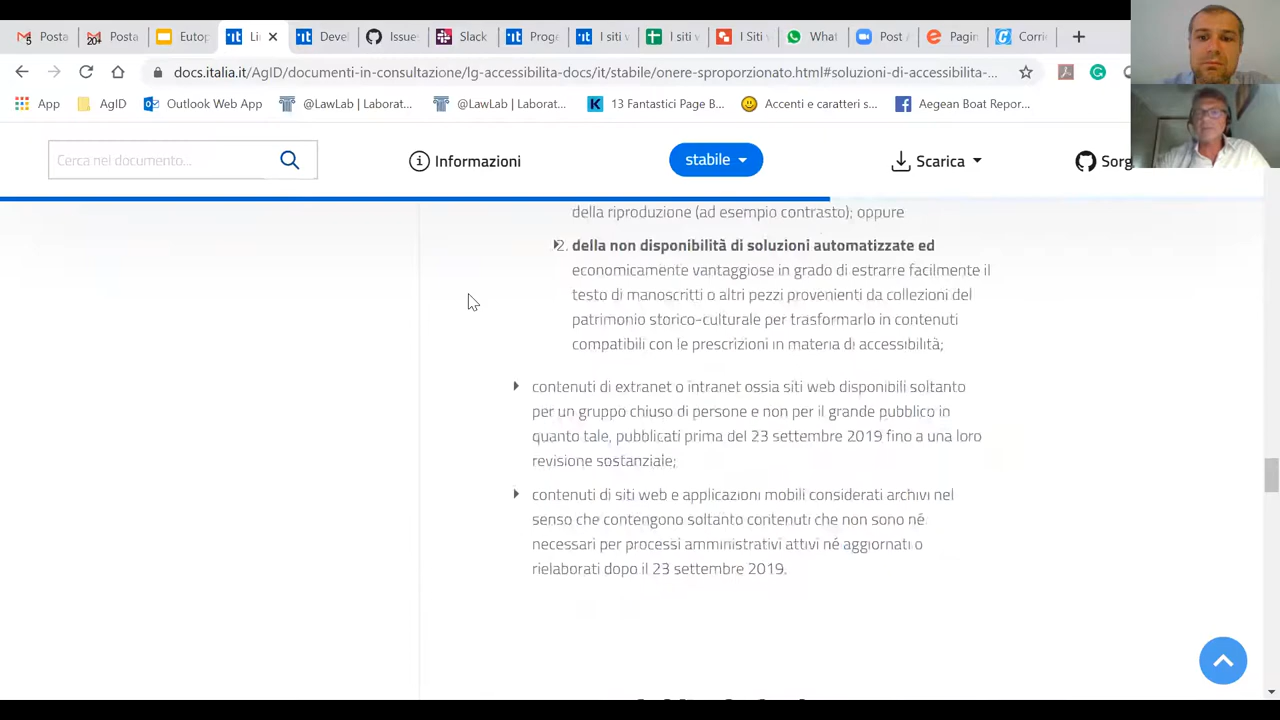 Posta
Posta
Eutop
Li
Devel
Issue
Slack
Proge
I siti v
I siti v
I Siti v
What
Post A
Pagin
Corrie
docs.italia.it/AgID/documenti-in-consultazione/lg-accessibilita-docs/it/stabile/onere-sproporzionato.html#soluzioni-di-accessibilita-...
App
AgID
Outlook Web App
@LawLab | Laborat...
@LawLab | Laborat...
13 Fantastici Page B...
Accenti e caratteri s...
Aegean Boat Repor...
Cerca nel documento...
Informazioni
stabile
Scarica
Sorg
della riproduzione (ad esempio contrasto); oppure
2. della non disponibilità di soluzioni automatizzate ed
economicamente vantaggiose in grado di estrarre facilmente il
testo di manoscritti o altri pezzi provenienti da collezioni del
patrimonio storico-culturale per trasformarlo in contenuti
compatibili con le prescrizioni in materia di accessibilità;
contenuti di extranet o intranet ossia siti web disponibili soltanto
per un gruppo chiuso di persone e non per il grande pubblico in
quanto tale, pubblicati prima del 23 settembre 2019 fino a una loro
revisione sostanziale;
contenuti di siti web e applicazioni mobili considerati archivi nel
senso che contengono soltanto contenuti che non sono né
necessari per processi amministrativi attivi né aggiornati o
rielaborati dopo il 23 settembre 2019.